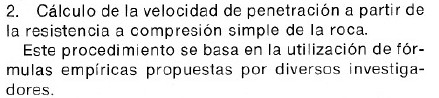 2. Cálculo de la velocidad de penetración a partir de
la resistencia a compresión simple de la roca.
Este procedimiento se basa en la utilización de fór-
mulas empíricas propuestas por diversos investiga-
dores.